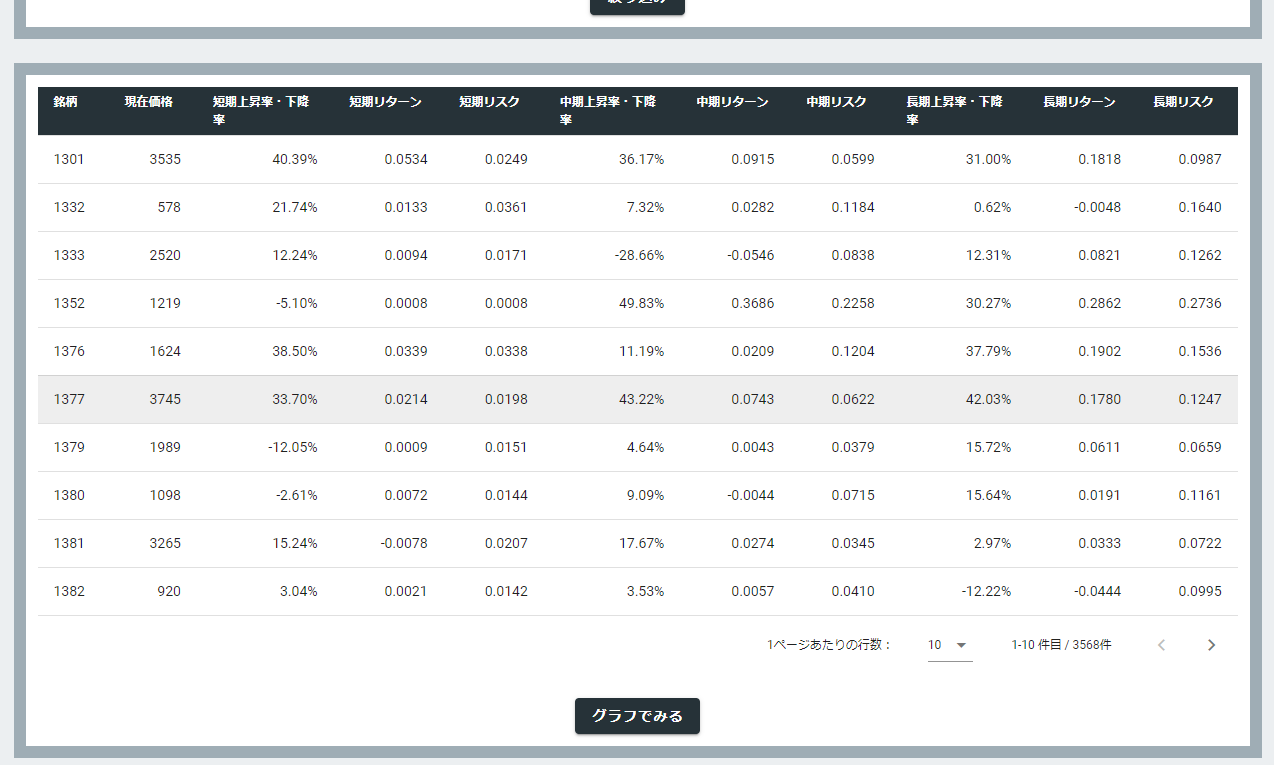 銘柄 現在価格 短期上昇率・下降率 短期リターン 短期リスク 中期上昇率・下降率 中期リターン 中期リスク 長期上昇率・下降率 長期リターン 長期リスク
1301 3535 40.39% 0.0534 0.0249 36.17% 0.0915 0.0599 31.00% 0.1818 0.0987
1332 578 21.74% 0.0133 0.0361 7.32% 0.0282 0.1184 0.62% -0.0048 0.1640
1333 2520 12.24% 0.0094 0.0171 -28.66% -0.0546 0.0838 12.31% 0.0821 0.1262
1352 1219 -5.10% 0.0008 0.0008 49.83% 0.3686 0.2258 30.27% 0.2862 0.2736
1376 1624 38.50% 0.0339 0.0338 11.19% 0.0209 0.1204 37.79% 0.1902 0.1536
1377 3745 33.70% 0.0214 0.0198 43.22% 0.0743 0.0622 42.03% 0.1780 0.1247
1379 1989 -12.05% 0.0009 0.0151 4.64% 0.0043 0.0379 15.72% 0.0611 0.0659
1380 1098 -2.61% 0.0072 0.0144 9.09% -0.0044 0.0715 15.64% 0.0191 0.1161
1381 3265 15.24% -0.0078 0.0207 17.67% 0.0274 0.0345 2.97% 0.0333 0.0722
1382 920 3.04% 0.0021 0.0142 3.53% 0.0057 0.0410 -12.22% -0.0444 0.0995
1ページあたりの行数： 10 1-10 件目 / 3568件
グラフでみる